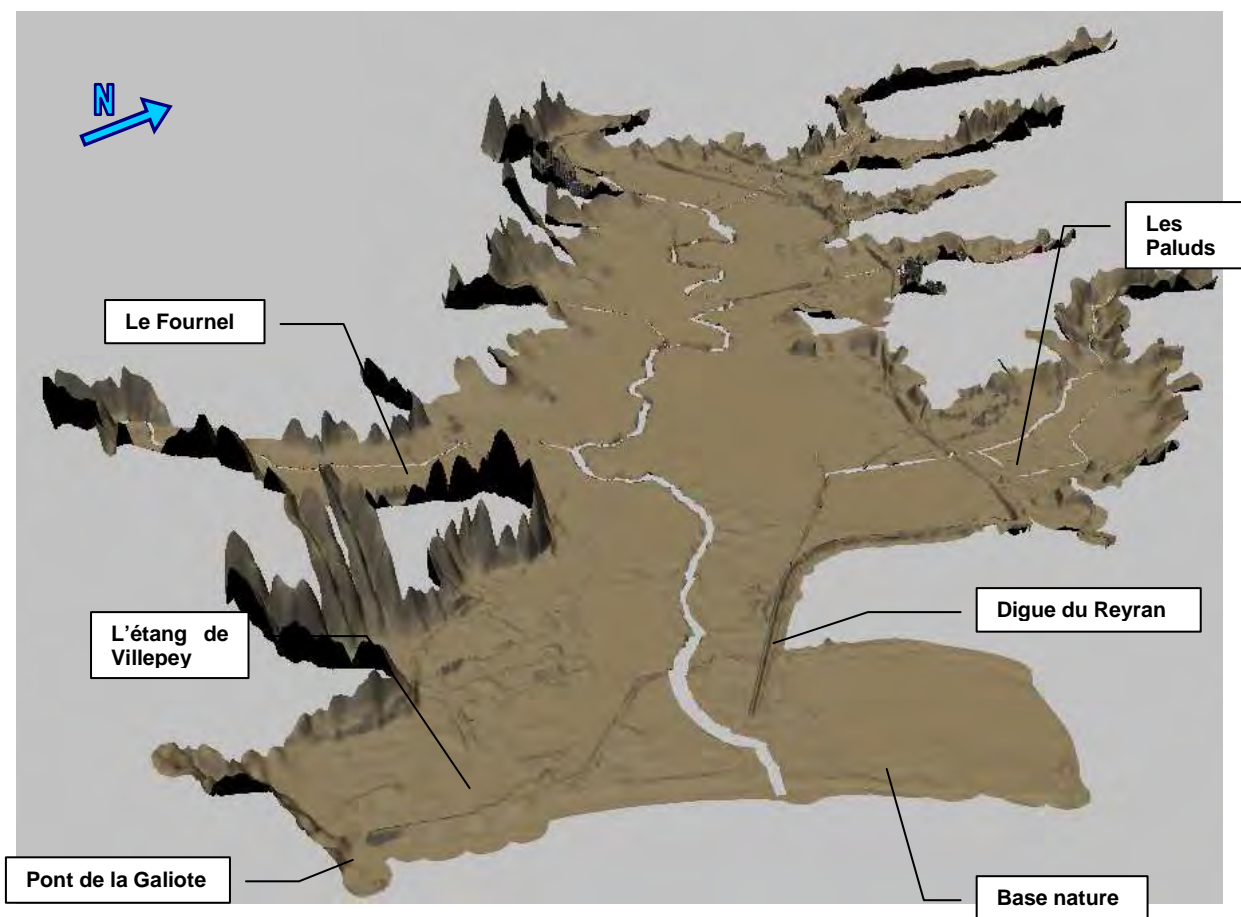 N
Les
Paluds
Le Fournel
Digue du Reyran
L'étang de
Villepey
Pont de la Galiote
Base nature